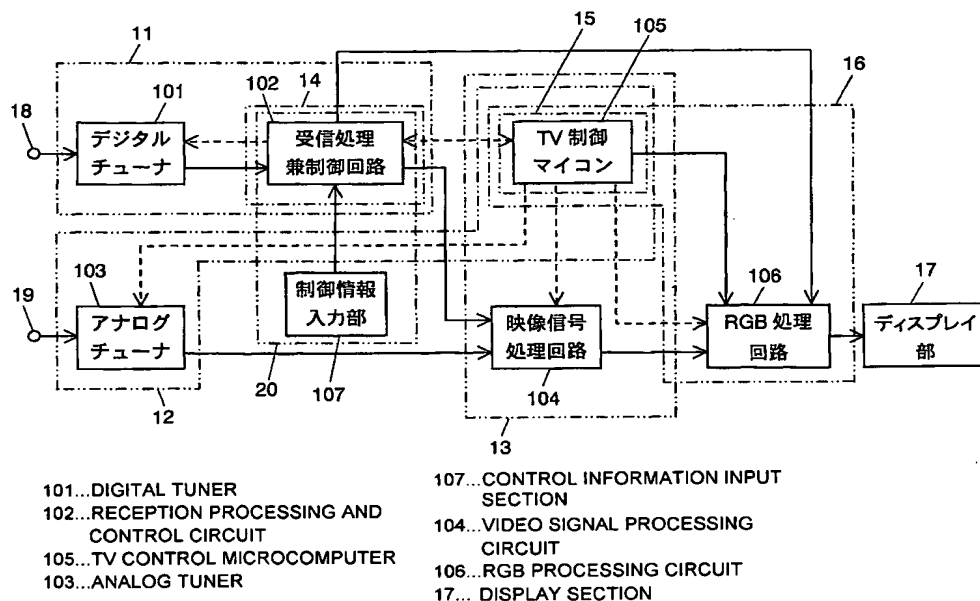 11
15
105
101
102
14
16
18
デジタル
チューナ
受信処理
兼制御回路
TV 制御
マイコン
103
19
アナログ
チューナ
制御情報
入力部
映像信号
処理回路
106
RGB 処理
回路
17
ディスプレイ
部
12
20
107
104
13
101...DIGITAL TUNER
102...RECEPTION PROCESSING AND
CONTROL CIRCUIT
105...TV CONTROL MICROCOMPUTER
103...ANALOG TUNER
107...CONTROL INFORMATION INPUT
SECTION
104...VIDEO SIGNAL PROCESSING
CIRCUIT
106...RGB PROCESSING CIRCUIT
17... DISPLAY SECTION